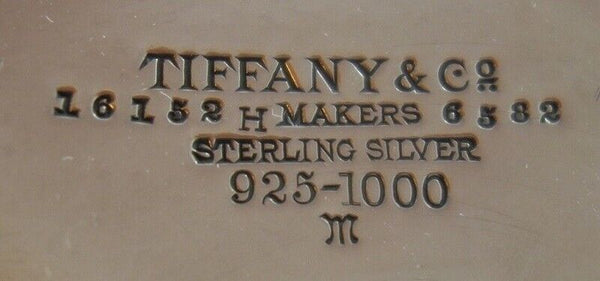 TIFFANY & Co
16152 H MAKERS 6582
STERLING SILVER
925-1000
m